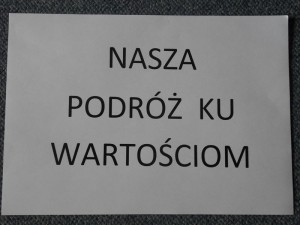 NASZA
PODRÓŻ KU
WARTOŚCIOM